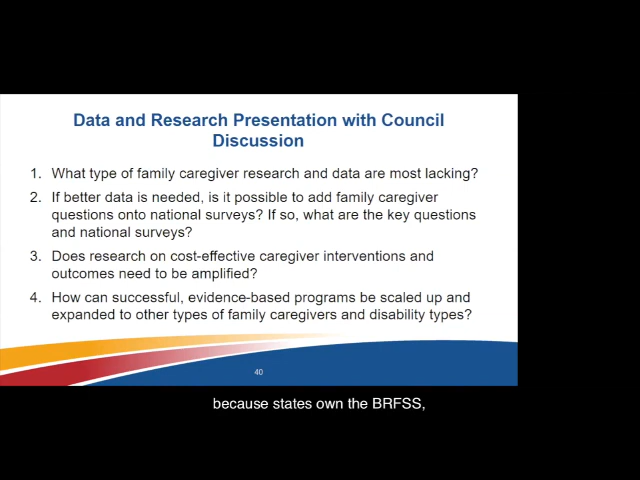 Data and Research Presentation with Council
Discussion
1. What type of family caregiver research and data are most lacking?
2. If better data is needed, is it possible to add family caregiver
questions onto national surveys? If so, what are the key questions
and national surveys?
3. Does research on cost-effective caregiver interventions and
outcomes need to be amplified?
4. How can successful, evidence-based programs be scaled up and
expanded to other types of family caregivers and disability types?
40
because states own the BRFSS,